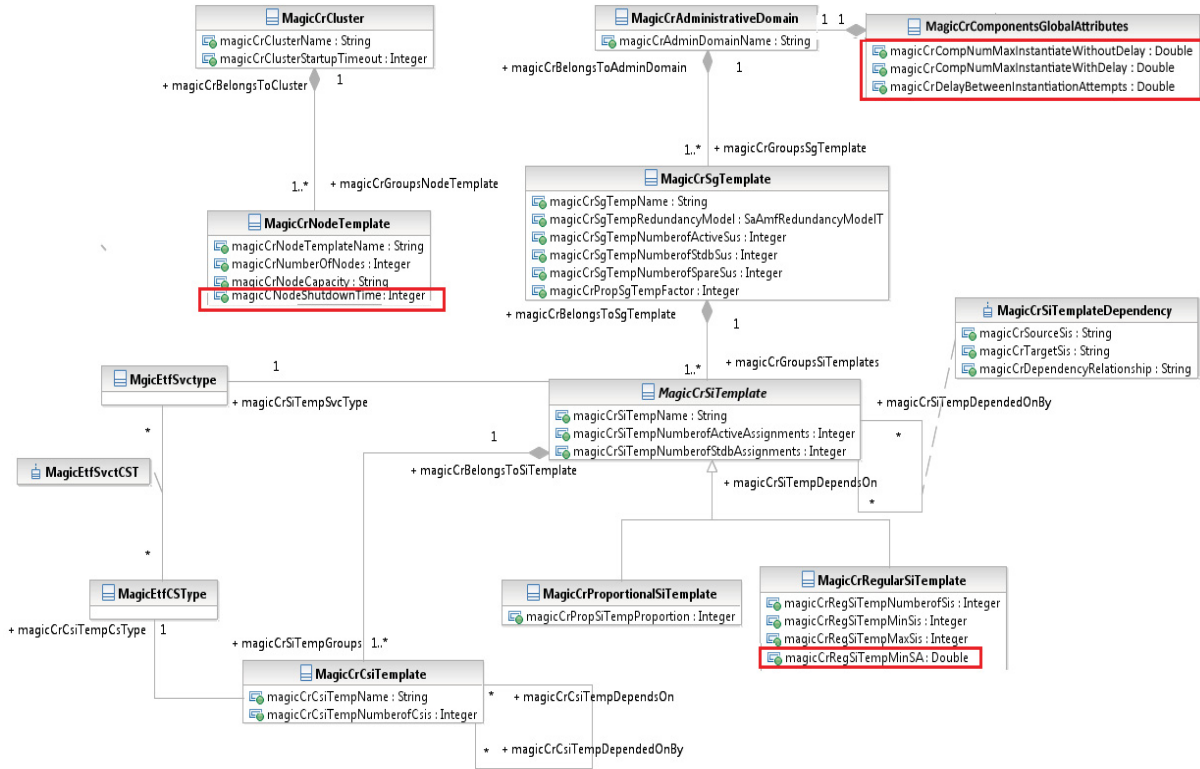 MagicCrCluster
magicCrClusterName : String
magicCrClusterStartupTimeout : Integer
+ magicCrBelongsToCluster
1
1..*
+ magicCrGroupsNodeTemplate
MagicCrNodeTemplate
magicCrNodeTemplateName : String
magicCrNumberOfNodes : Integer
magicCrNodeCapacity : String
magicCNodeShutdownTime: Integer
MagicCrAdministrativeDomain
magicCrAdminDomainName : String
1 1
+ magicCrBelongsToAdminDomain
1
MagicCrComponentsGlobalAttributes
magicCrCompNumMaxInstantiateWithoutDelay : Double
magicCrCompNumMaxInstantiateWithDelay : Double
magicCrDelayBetweenInstantiationAttempts : Double
1..*
+ magicCrGroupsSgTemplate
MagicCrSgTemplate
magicCrSgTempName : String
magicCrSgTempRedundancyModel : SaAmfRedundancyModelT
magicCrSgTempNumberofActiveSus : Integer
magicCrSgTempNumberofStdbSus : Integer
magicCrSgTempNumberofSpareSus : Integer
magicCrPropSgTempFactor : Integer
+ magicCrBelongsToSgTemplate
1
1..*
+ magicCrGroupsSiTemplates
MagicCrSiTemplateDependency
magicCrSourceSis : String
magicCrTargetSis : String
magicCrDependencyRelationship : String
MgicEtfSvctype
1
+ magicCrSiTempSvcType
MagicCrSiTemplate
magicCrSiTempName : String
magicCrSiTempNumberofActiveAssignments : Integer
magicCrSiTempNumberofStdbAssignments : Integer
+ magicCrSiTempDependedOnBy
*
*
+ magicCrSiTempDependsOn
1
+ magicCrBelongsToSiTemplate
*
MagicEtfSvctCST
*
MagicEtfCSType
+ magicCrCsiTempCsType
1
+ magicCrSiTempGroups
1..*
MagicCrProportionalSiTemplate
magicCrPropSiTempProportion : Integer
MagicCrRegularSiTemplate
magicCrRegSiTempNumberofSis : Integer
magicCrRegSiTempMinSis : Integer
magicCrRegSiTempMaxSis : Integer
magicCrRegSiTempMinSA: Double
MagicCrCsiTemplate
magicCrCsiTempName : String
magicCrCsiTempNumberofCsis : Integer
*
+ magicCrCsiTempDependsOn
*
+ magicCrCsiTempDependedOnBy